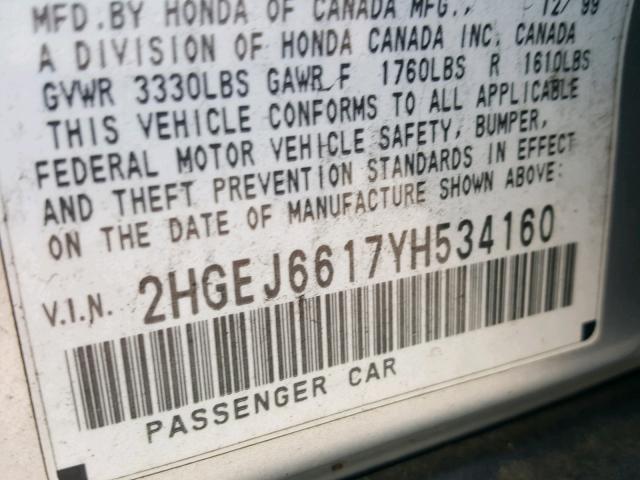 MFD. BY HONDA OF CANADA MFG., 12/99
A DIVISION OF HONDA CANADA INC. CANADA
GVWR 3330LBS GAWR F 1760LBS R 1610LBS
THIS VEHICLE CONFORMS TO ALL APPLICABLE
FEDERAL MOTOR VEHICLE SAFETY, BUMPER,
AND THEFT PREVENTION STANDARDS IN EFFECT
ON THE DATE OF MANUFACTURE SHOWN ABOVE:
V.I.N. 2HGEJ6617YH534160
PASSENGER CAR